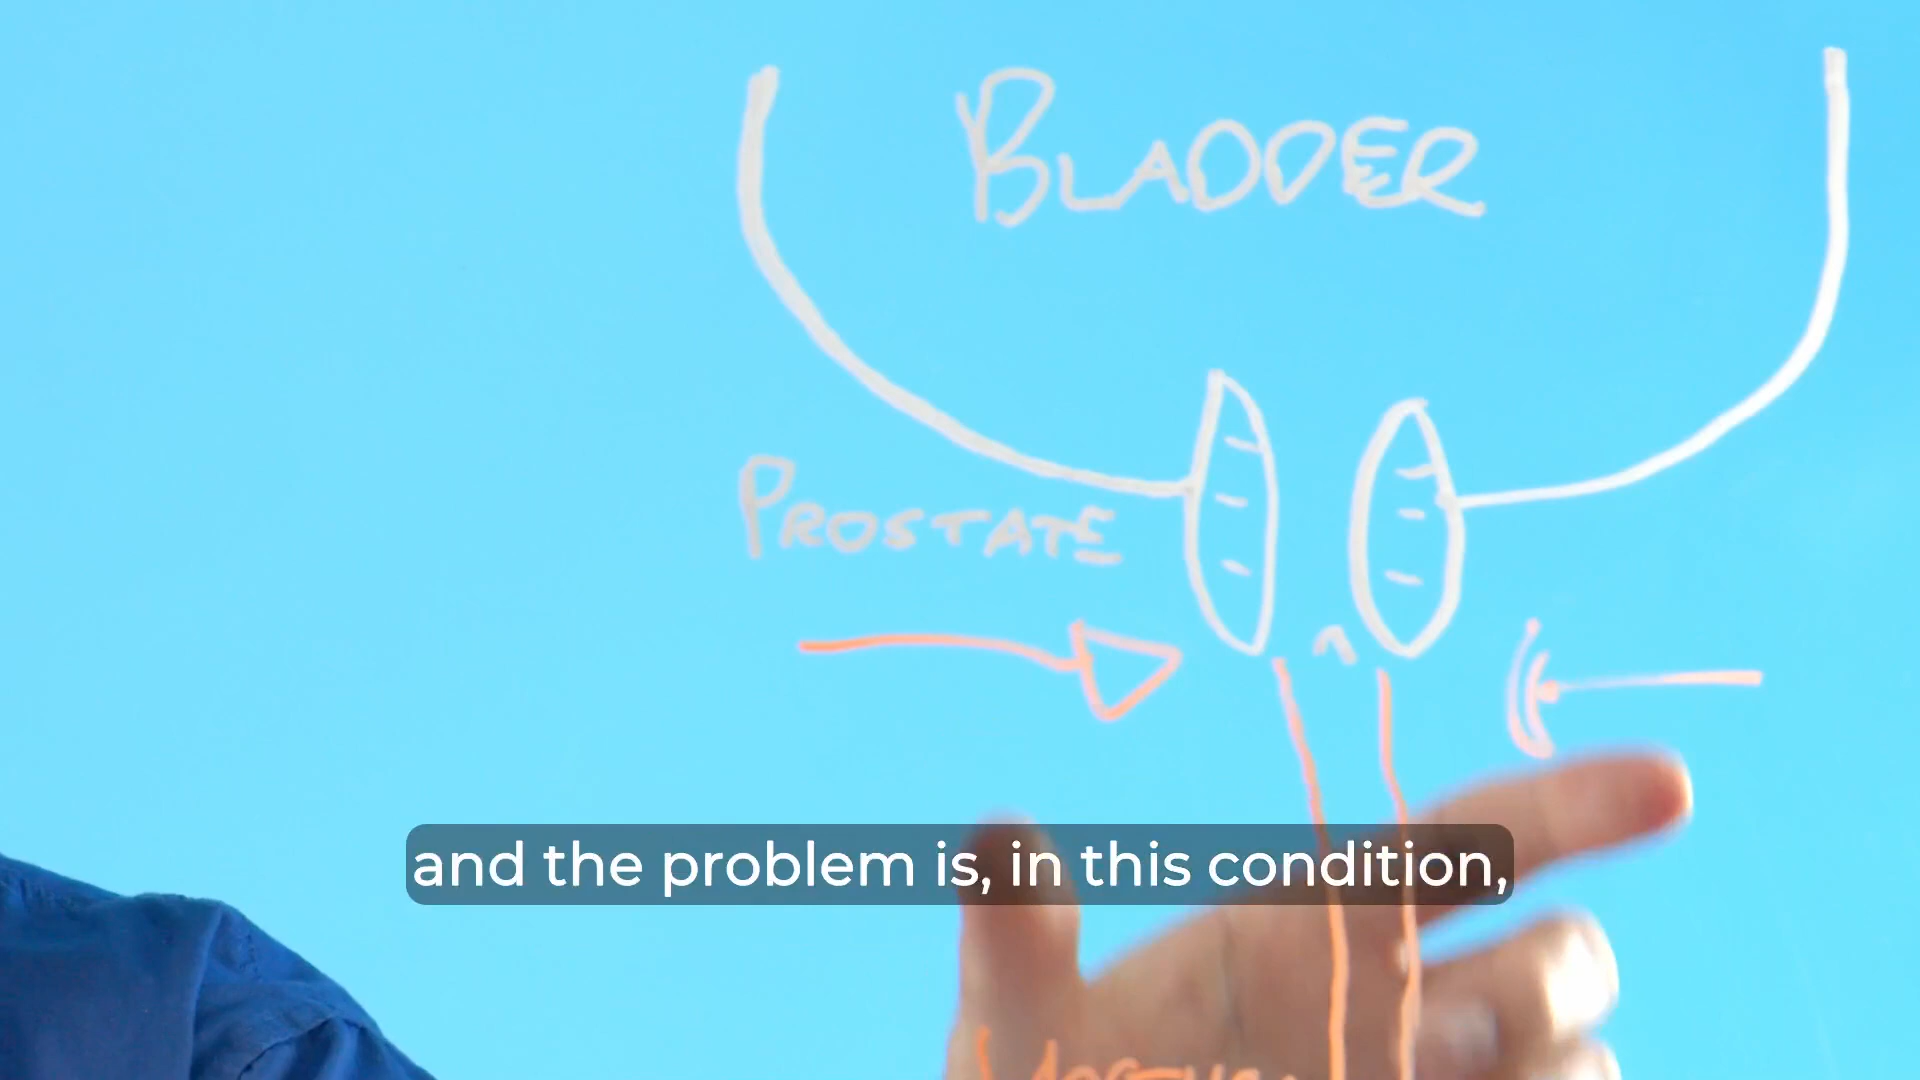 BLADDER
PROSTATE
and the problem is, in this condition,